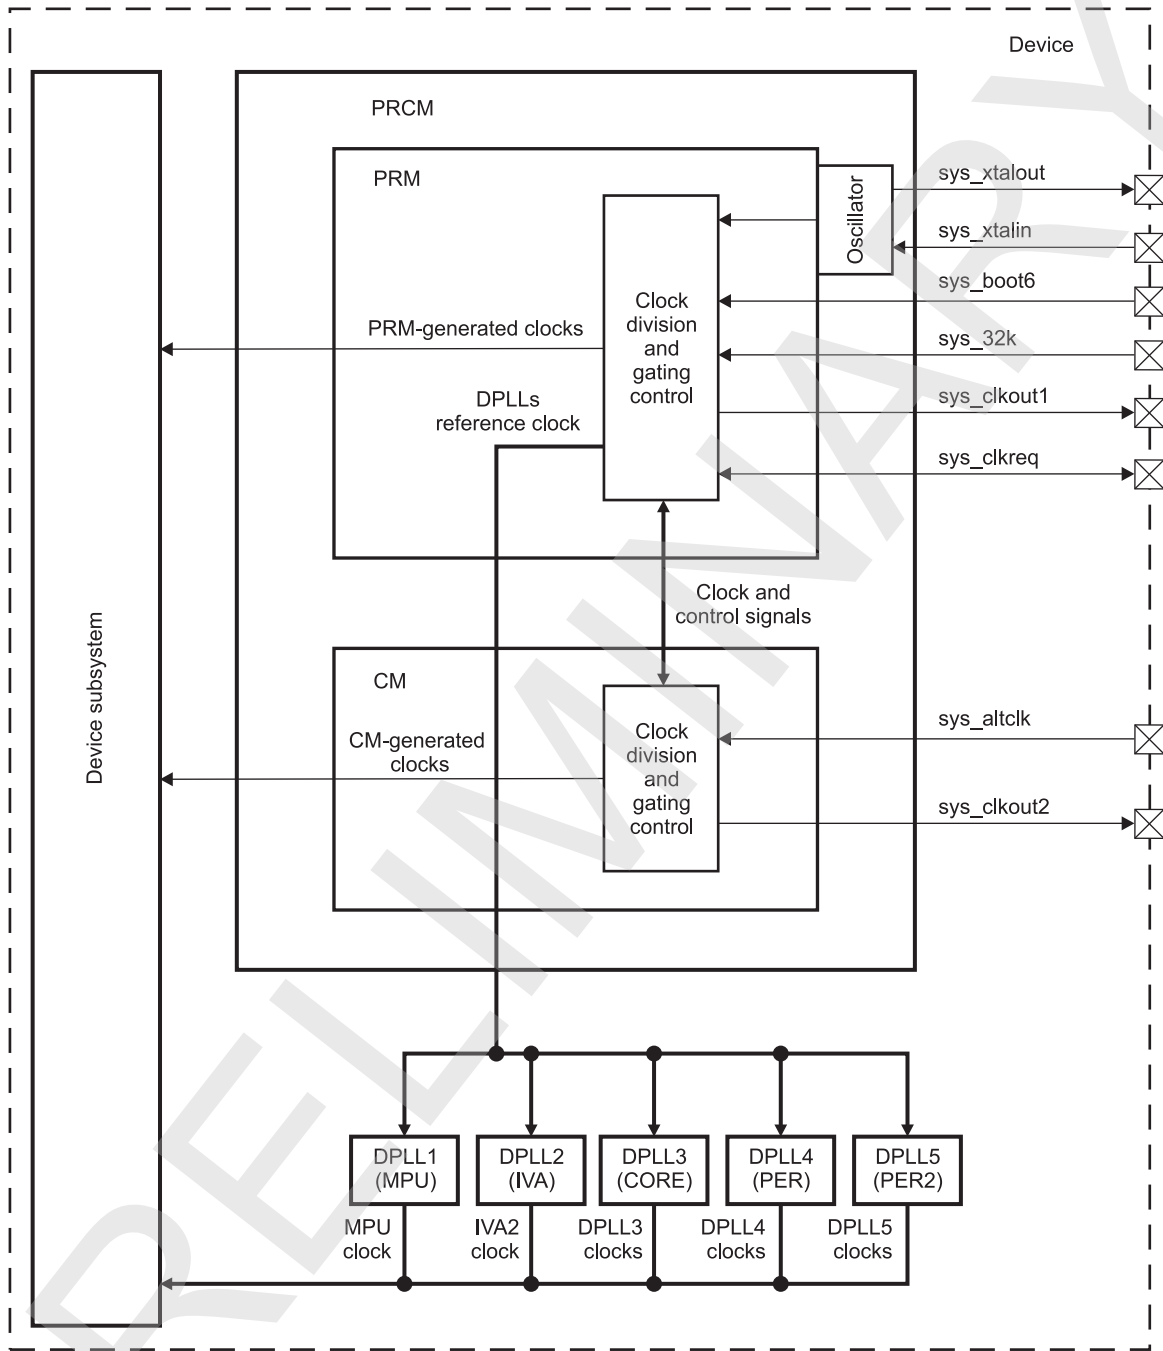 Device
PRCM
PRM
Oscillator
sys_xtalout
sys_xtalin
sys_boot6
sys_32k
sys_clkout1
sys_clkreq
Clock
division
and
gating
control
PRM-generated clocks
DPLLs
reference clock
Clock and
control signals
Device subsystem
CM
CM-generated
clocks
Clock
division
and
gating
control
sys_altclk
sys_clkout2
DPLL1
(MPU)
DPLL2
(IVA)
DPLL3
(CORE)
DPLL4
(PER)
DPLL5
(PER2)
MPU
clock
IVA2
clock
DPLL3
clocks
DPLL4
clocks
DPLL5
clocks
RELIMINARY